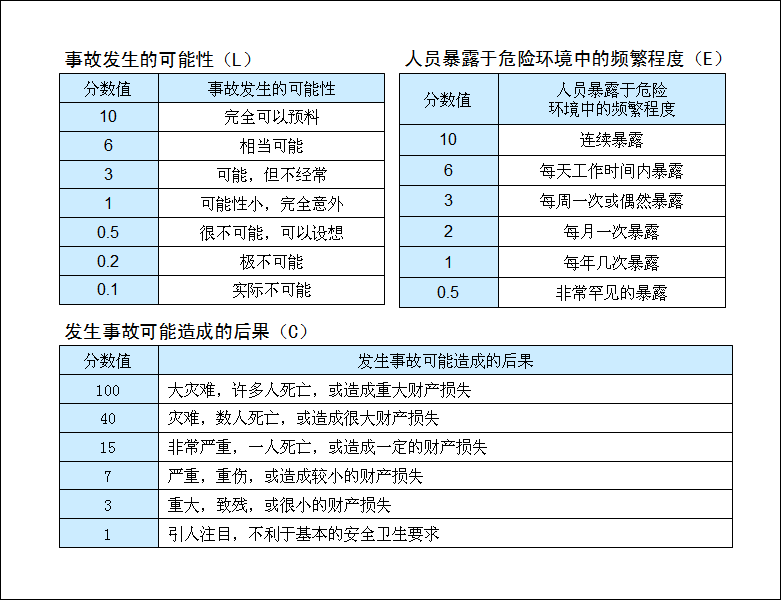 事故发生的可能性（L）
分数值 事故发生的可能性
10 完全可以预料
6 相当可能
3 可能，但不经常
1 可能性小，完全意外
0.5 很不可能，可以设想
0.2 极不可能
0.1 实际不可能
人员暴露于危险环境中的频繁程度（E）
分数值 人员暴露于危险
环境中的频繁程度
10 连续暴露
6 每天工作时间内暴露
3 每周一次或偶然暴露
2 每月一次暴露
1 每年几次暴露
0.5 非常罕见的暴露
发生事故可能造成的后果（C）
分数值 发生事故可能造成的后果
100 大灾难，许多人死亡，或造成重大财产损失
40 灾难，数人死亡，或造成很大财产损失
15 非常严重，一人死亡，或造成一定的财产损失
7 严重，重伤，或造成较小的财产损失
3 重大，致残，或很小的财产损失
1 引人注目，不利于基本的安全卫生要求